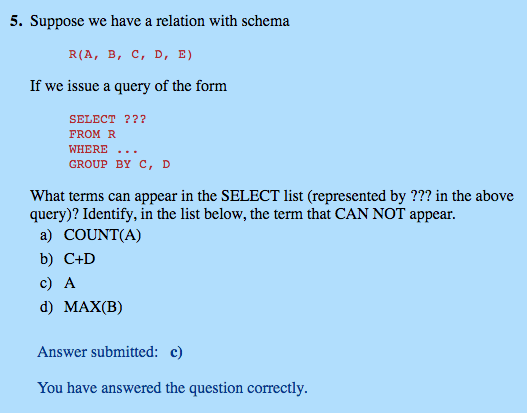 5. Suppose we have a relation with schema
R(A, B, C, D, E)
If we issue a query of the form
SELECT ???
FROM R
WHERE ...
GROUP BY C, D
What terms can appear in the SELECT list (represented by ??? in the above
query)? Identify, in the list below, the term that CAN NOT appear.
a) COUNT(A)
b) C+D
c) A
d) MAX(B)
Answer submitted: c)
You have answered the question correctly.